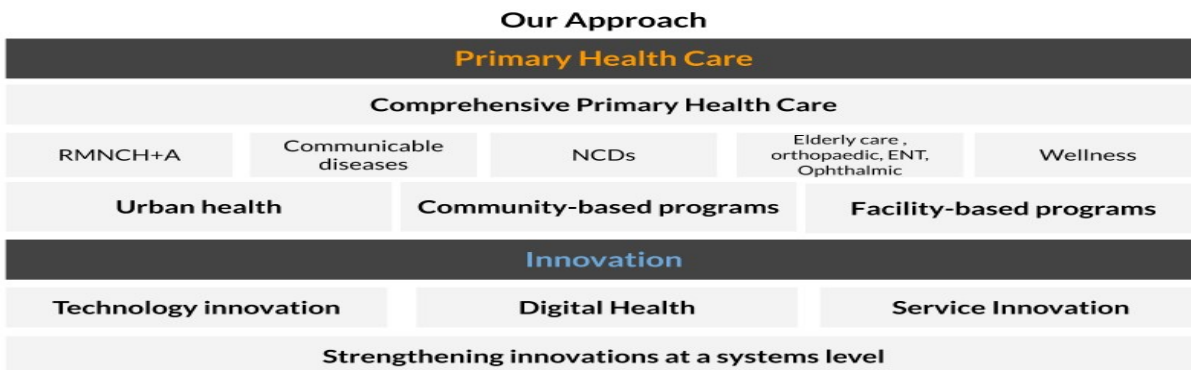 Our Approach
Primary Health Care
Comprehensive Primary Health Care
RMNCH+A
Communicable
diseases
NCDs
Elderly care ,
orthopaedic, ENT,
Ophthalmic
Wellness
Urban health
Community-based programs
Facility-based programs
Innovation
Technology innovation
Digital Health
Service Innovation
Strengthening innovations at a systems level